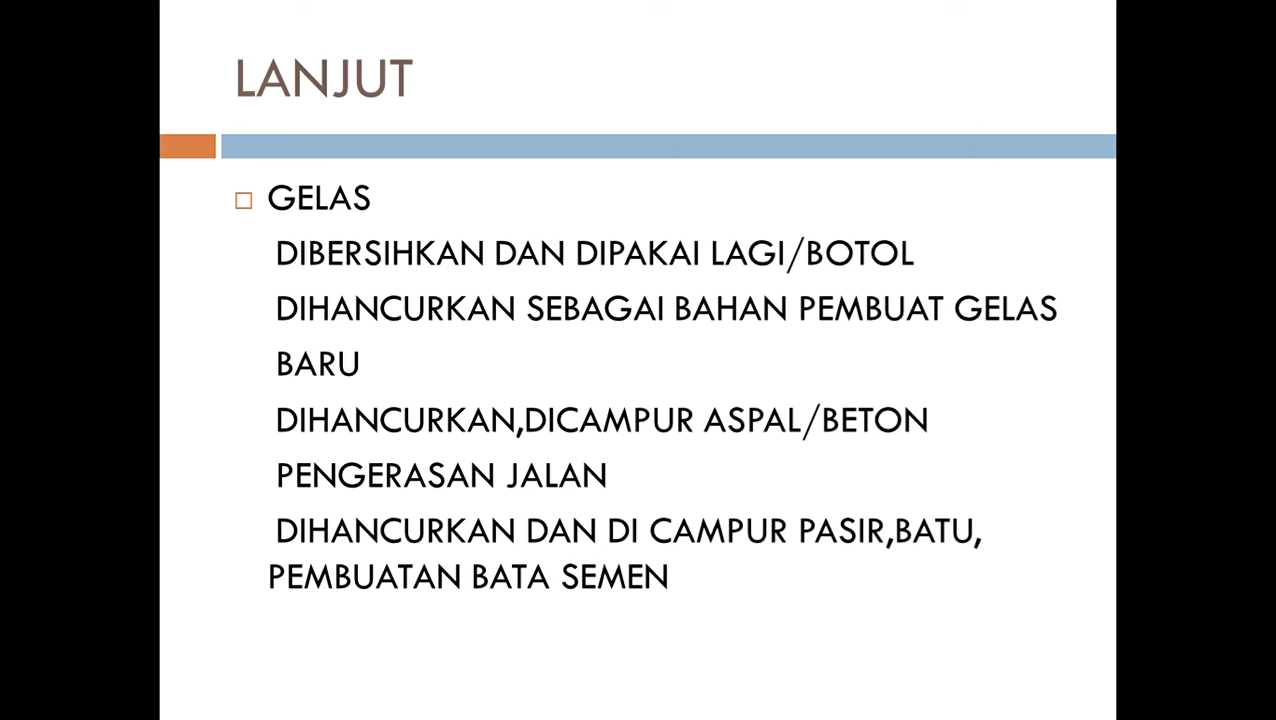 LANJUT
GELAS
DIBERSIHKAN DAN DIPAKAI LAGI/BOTOL
DIHANCURKAN SEBAGAI BAHAN PEMBUAT GELAS
BARU
DIHANCURKAN,DICAMPUR ASPAL/BETON
PENGERASAN JALAN
DIHANCURKAN DAN DI CAMPUR PASIR,BATU,
PEMBUATAN BATA SEMEN